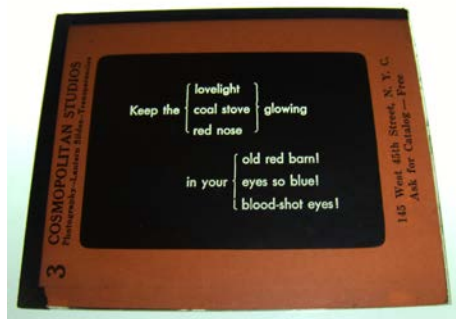 lovelight
Keep the coal stove glowing
red nose
old red barn!
in your eyes so blue!
blood-shot eyes!
3 COSMOPOLITAN STUDIOS
Photography—Lantern Slides—Transparencies
145 West 45th Street, N. Y. C.
Ask for Catalog — Free